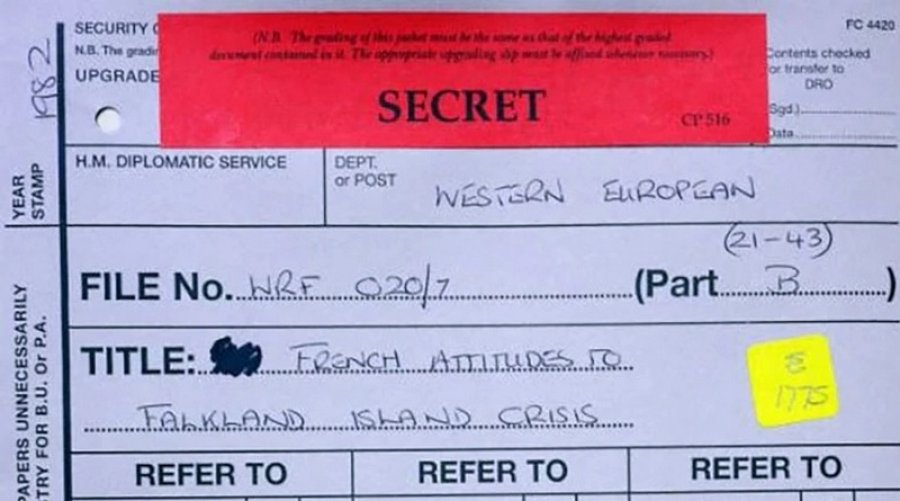 SECURITY
N.B. The gradin
UPGRADE
(N.B. The grading of this packet must be the same as that of the highest graded
document contained in it. The appropriate upgrading slip must be affixed whenever necessary.)
SECRET
CP 516
FC 4420
Contents checked
for transfer to
DRO
(Sgd.)
Date
1982
YEAR
STAMP
H.M. DIPLOMATIC SERVICE
DEPT.
or POST
WESTERN EUROPEAN
(21-43)
FILE No. WRF 020/7 (Part B)
TITLE: FRENCH ATTITUDES TO
FALKLAND ISLAND CRISIS
1775
PAPERS UNNECESSARILY
TRY FOR B.U. Or P.A.
REFER TO
REFER TO
REFER TO